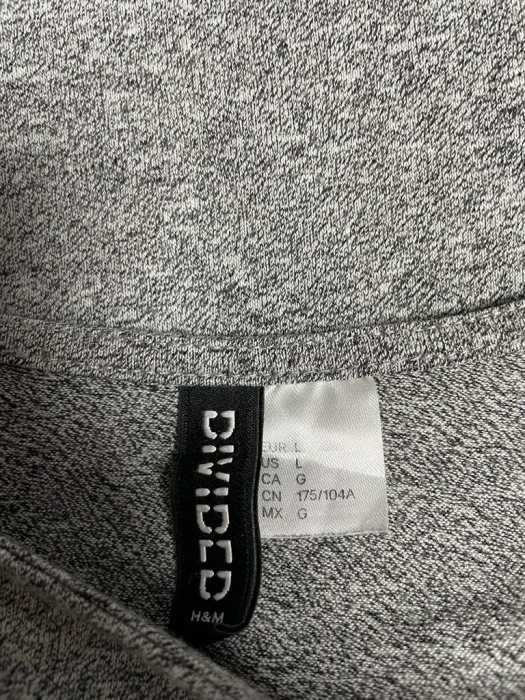 DIVIDED
H&M
EUR L
US L
CA G
CN 175/104A
MX G